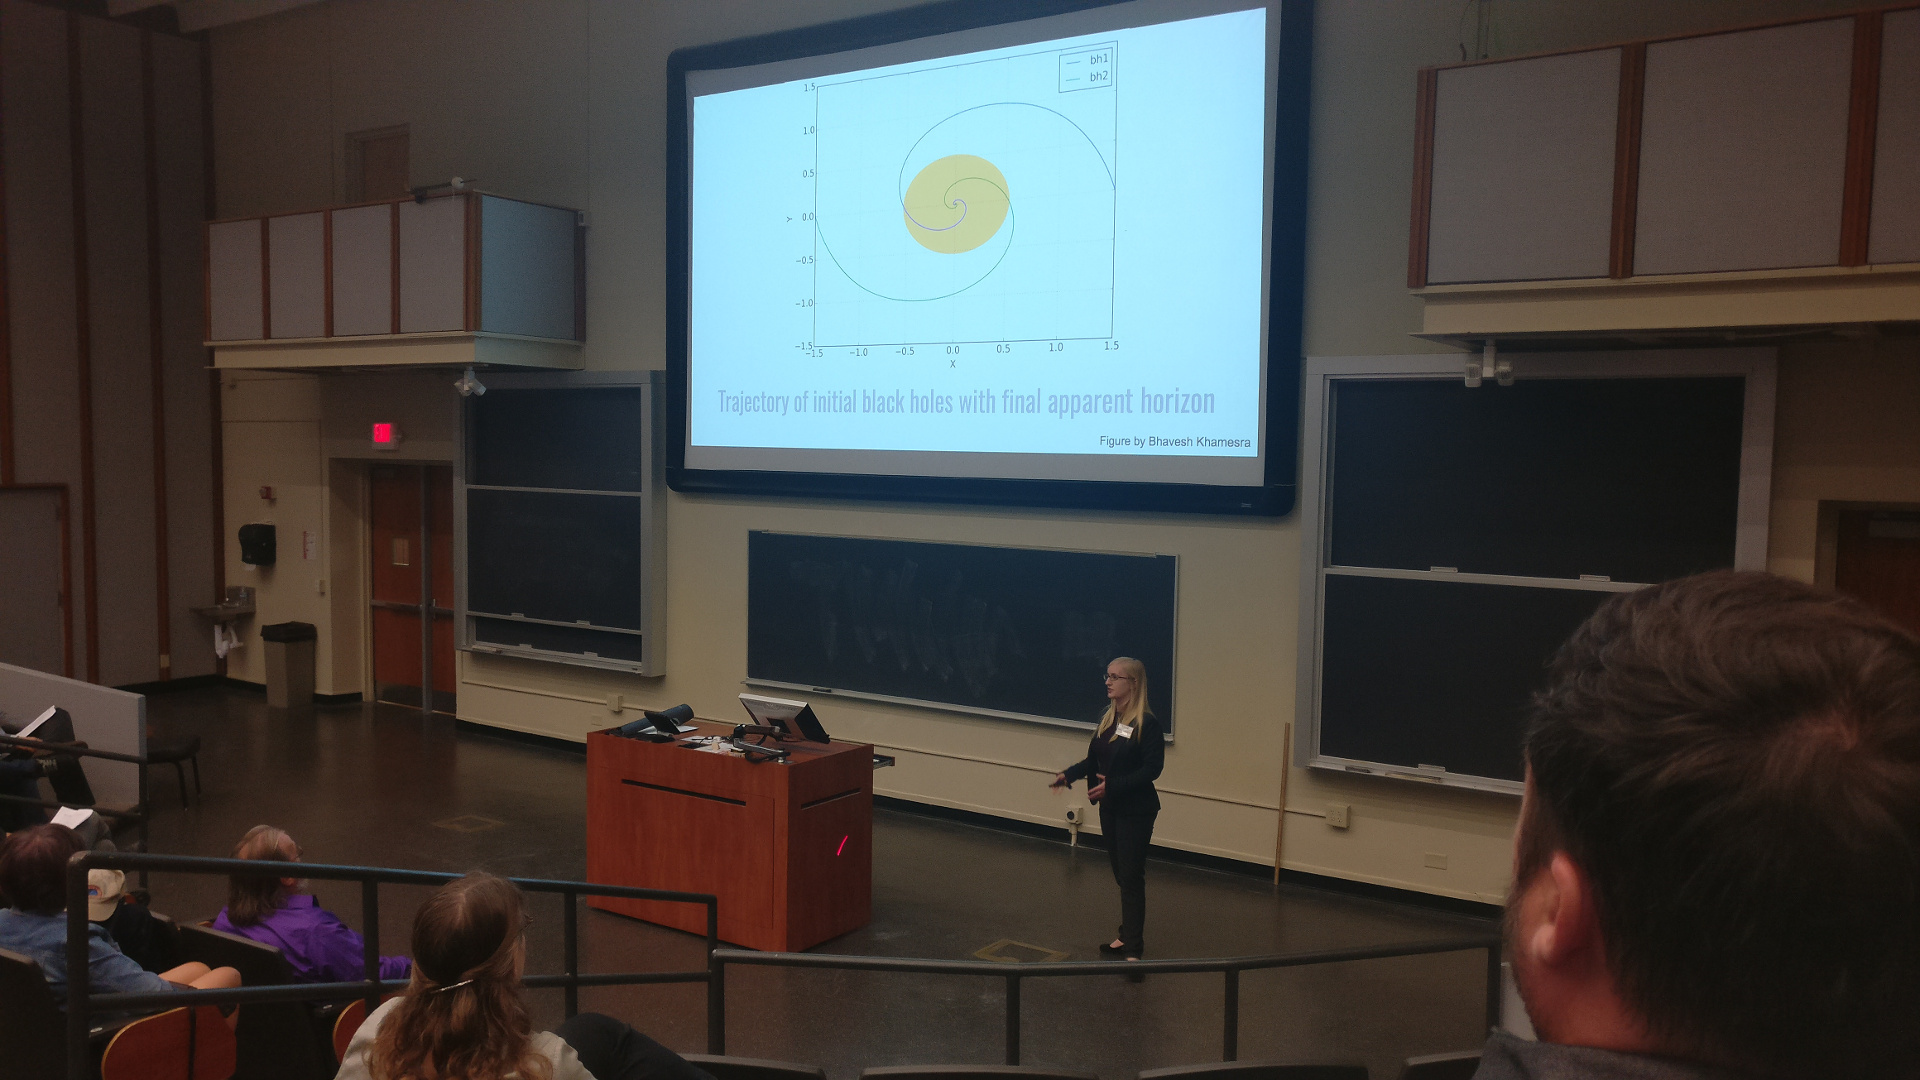 bh1
bh2
1.5
1.0
0.5
0.0
−0.5
−1.0
−1.5
Y
−1.5 −1.0 −0.5 0.0 0.5 1.0 1.5
X
Trajectory of initial black holes with final apparent horizon
Figure by Bhavesh Khamesra